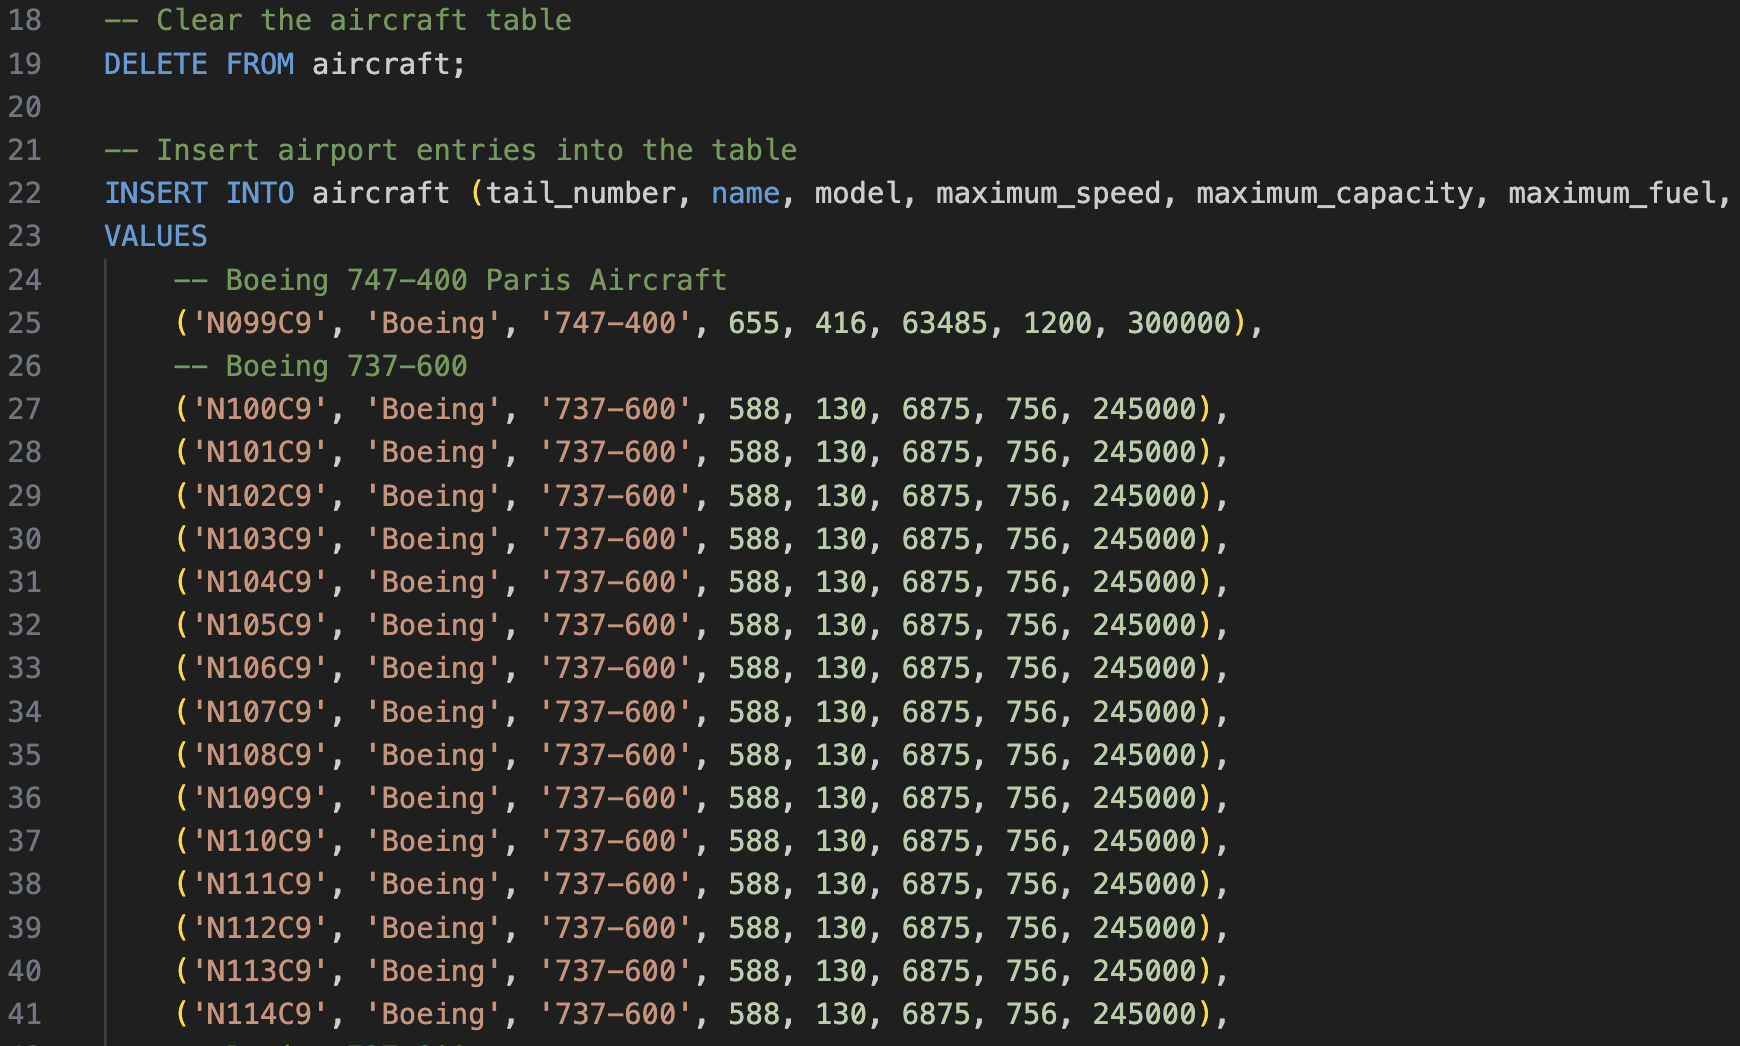 18 -- Clear the aircraft table
19 DELETE FROM aircraft;
20
21 -- Insert airport entries into the table
22 INSERT INTO aircraft (tail_number, name, model, maximum_speed, maximum_capacity, maximum_fuel,
23 VALUES
24 -- Boeing 747-400 Paris Aircraft
25 ('N099C9', 'Boeing', '747-400', 655, 416, 63485, 1200, 300000),
26 -- Boeing 737-600
27 ('N100C9', 'Boeing', '737-600', 588, 130, 6875, 756, 245000),
28 ('N101C9', 'Boeing', '737-600', 588, 130, 6875, 756, 245000),
29 ('N102C9', 'Boeing', '737-600', 588, 130, 6875, 756, 245000),
30 ('N103C9', 'Boeing', '737-600', 588, 130, 6875, 756, 245000),
31 ('N104C9', 'Boeing', '737-600', 588, 130, 6875, 756, 245000),
32 ('N105C9', 'Boeing', '737-600', 588, 130, 6875, 756, 245000),
33 ('N106C9', 'Boeing', '737-600', 588, 130, 6875, 756, 245000),
34 ('N107C9', 'Boeing', '737-600', 588, 130, 6875, 756, 245000),
35 ('N108C9', 'Boeing', '737-600', 588, 130, 6875, 756, 245000),
36 ('N109C9', 'Boeing', '737-600', 588, 130, 6875, 756, 245000),
37 ('N110C9', 'Boeing', '737-600', 588, 130, 6875, 756, 245000),
38 ('N111C9', 'Boeing', '737-600', 588, 130, 6875, 756, 245000),
39 ('N112C9', 'Boeing', '737-600', 588, 130, 6875, 756, 245000),
40 ('N113C9', 'Boeing', '737-600', 588, 130, 6875, 756, 245000),
41 ('N114C9', 'Boeing', '737-600', 588, 130, 6875, 756, 245000),